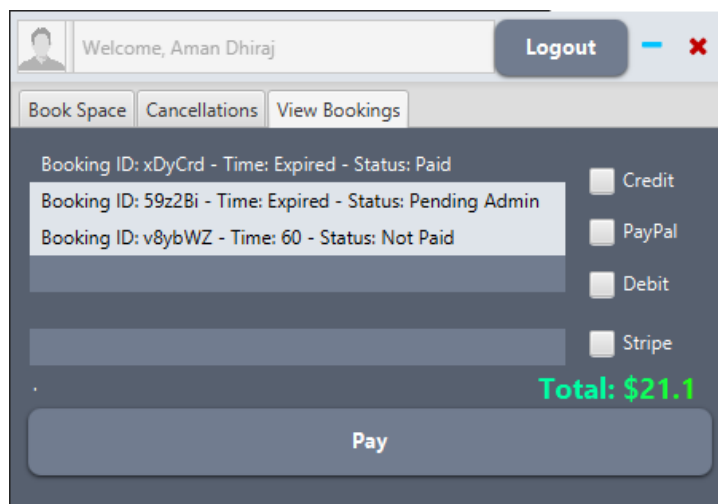 Welcome, Aman Dhiraj
Logout
Book Space
Cancellations
View Bookings
Booking ID: xDyCrd - Time: Expired - Status: Paid
Booking ID: 59z2Bi - Time: Expired - Status: Pending Admin
Booking ID: v8ybWZ - Time: 60 - Status: Not Paid
Credit
PayPal
Debit
Stripe
.
Total: $21.1
Pay